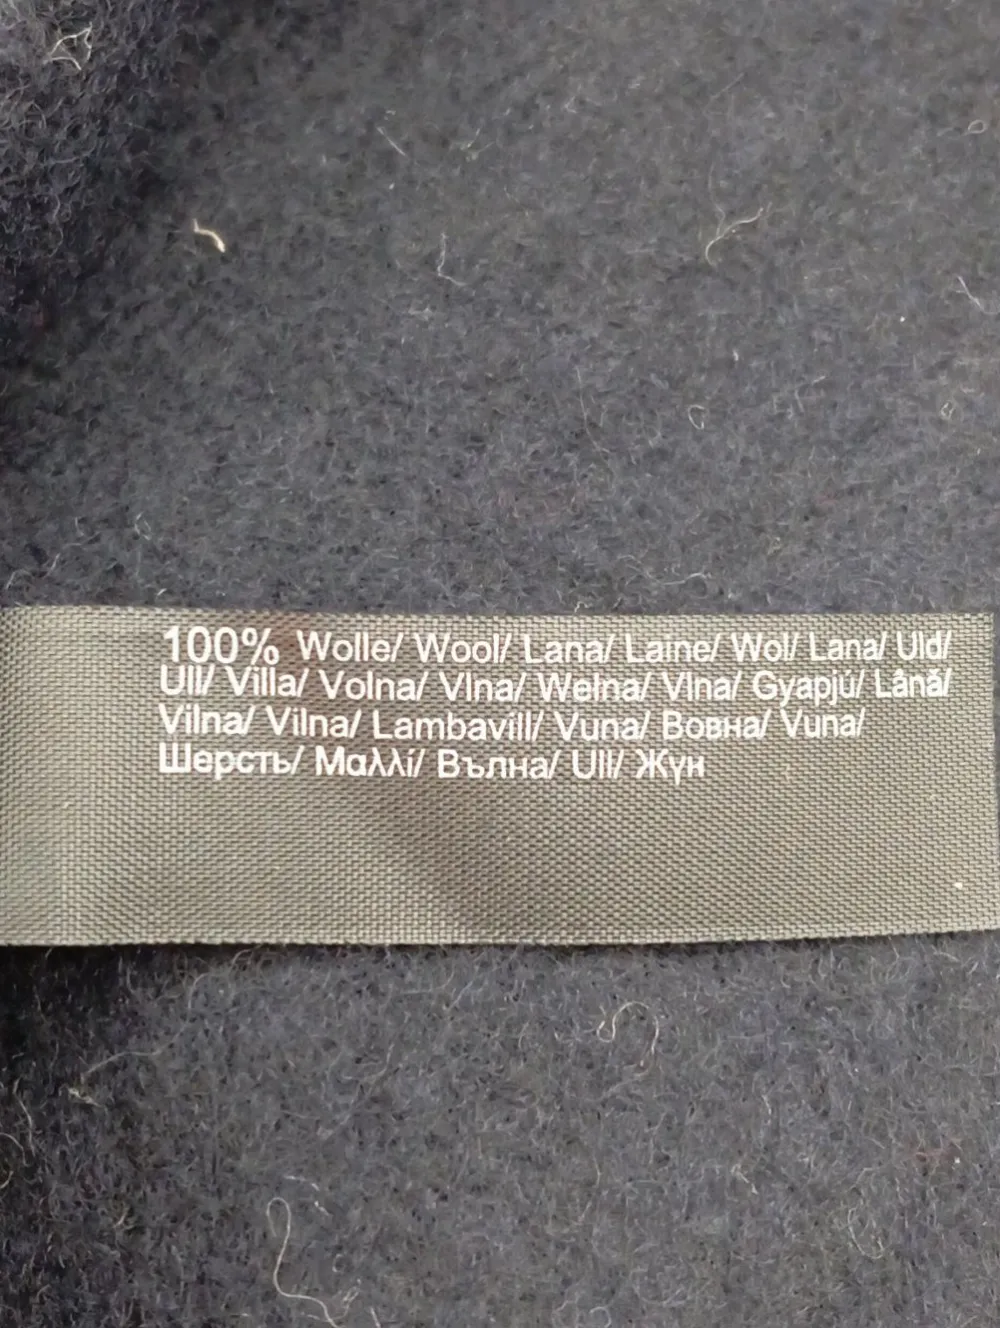 100% Wolle/ Wool/ Lana/ Laine/ Wol/ Lana/ Uld/
Ull/ Villa/ Volna/ Vlna/ Wełna/ Vlna/ Gyapjú/ Lână/
Vilna/ Vilna/ Lambavill/ Vuna/ Вовна/ Vuna/
Шерсть/ Μαλλί/ Вълна/ Ull/ Жүн